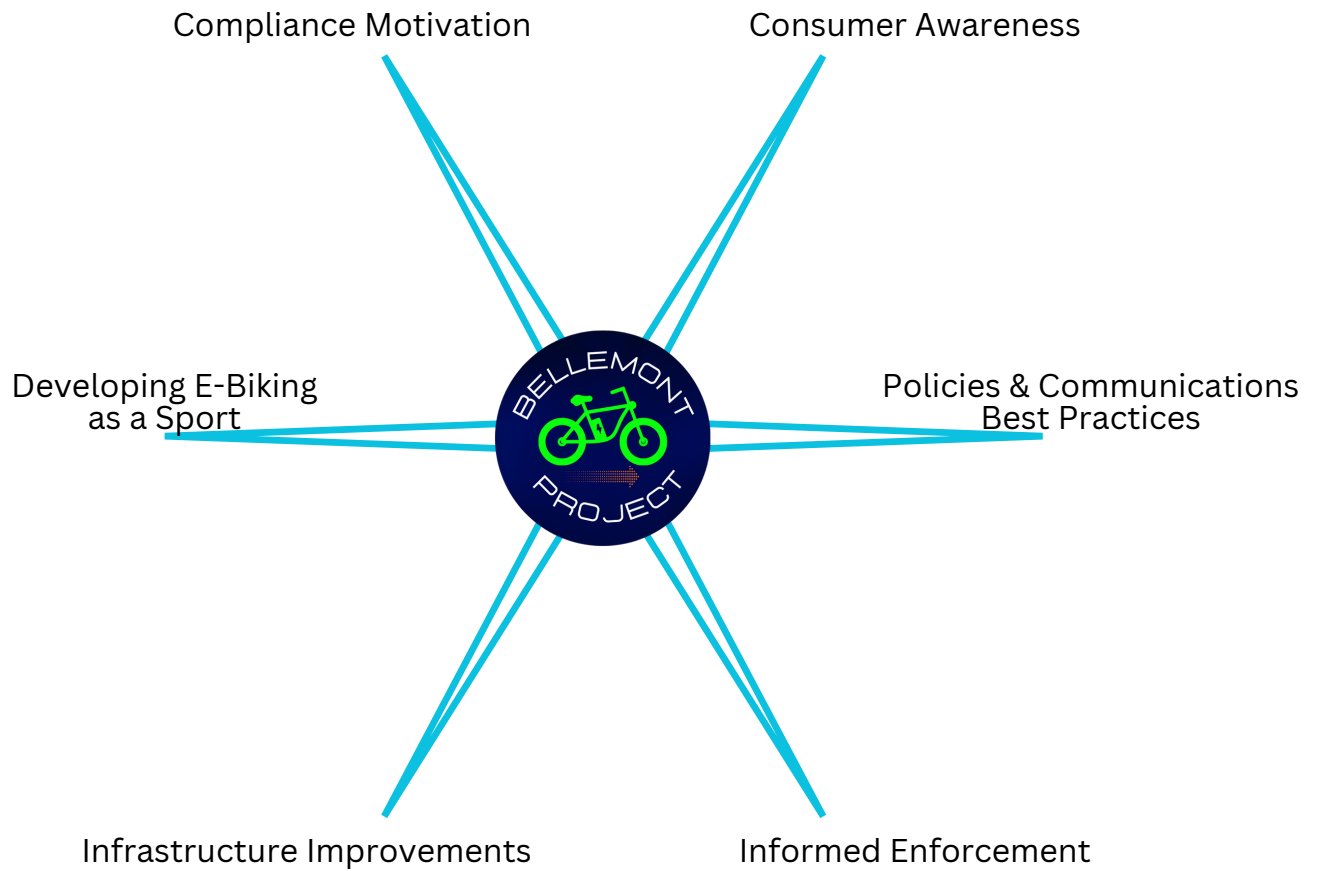 Compliance Motivation
Consumer Awareness
Developing E-Biking
as a Sport
BELLEMONT
PROJECT
Policies & Communications
Best Practices
Infrastructure Improvements
Informed Enforcement